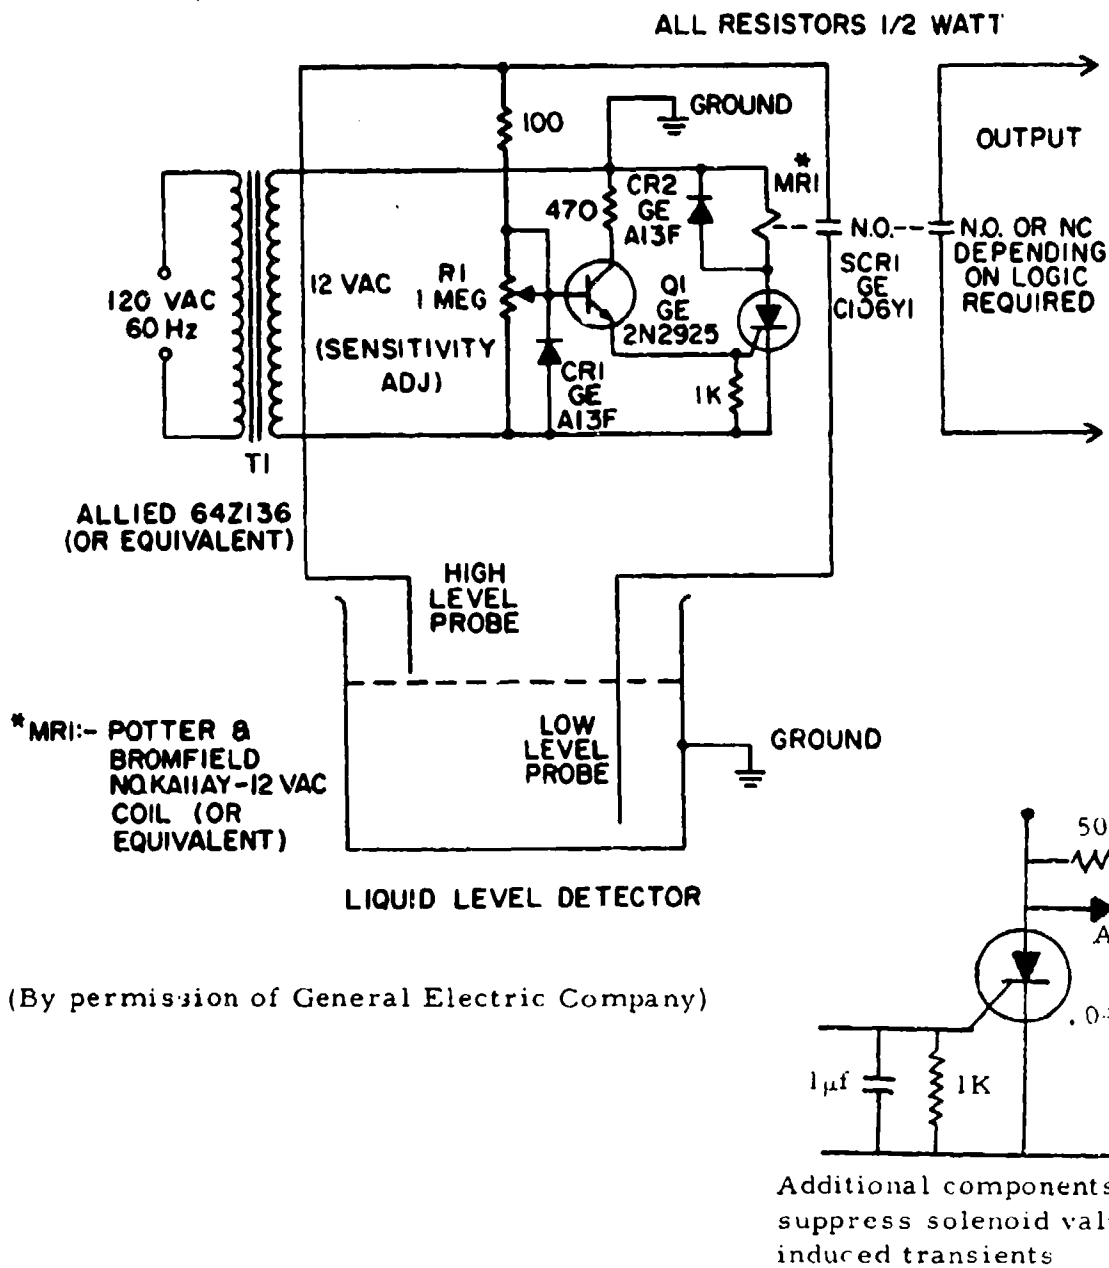 ALL RESISTORS 1/2 WATT
100
GROUND
OUTPUT
*
MR1
CR2
GE
A13F
470
N.O.
N.O. OR NC
DEPENDING
ON LOGIC
REQUIRED
SCR1
GE
C106Y1
120 VAC
60 Hz
12 VAC
R1
1 MEG
Q1
GE
2N2925
(SENSITIVITY
ADJ)
CR1
GE
A13F
1K
T1
ALLIED 64Z136
(OR EQUIVALENT)
HIGH
LEVEL
PROBE
*MR1:- POTTER &
BROMFIELD
NO.KA11AY-12 VAC
COIL (OR
EQUIVALENT)
LOW
LEVEL
PROBE
GROUND
LIQUID LEVEL DETECTOR
(By permission of General Electric Company)
50
A
.0
1µf
1K
Additional components
suppress solenoid val
induced transients